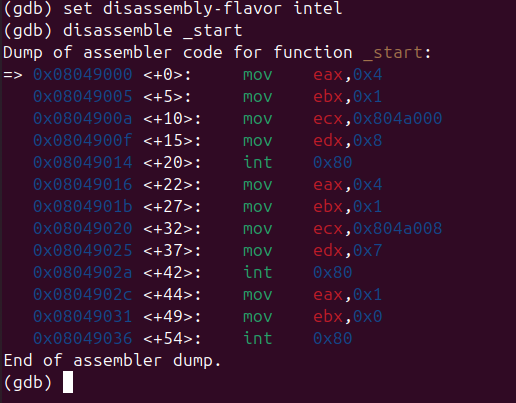 (gdb) set disassembly-flavor intel
(gdb) disassemble _start
Dump of assembler code for function _start:
=> 0x08049000 <+0>:     mov    eax,0x4
   0x08049005 <+5>:     mov    ebx,0x1
   0x0804900a <+10>:    mov    ecx,0x804a000
   0x0804900f <+15>:    mov    edx,0x8
   0x08049014 <+20>:    int    0x80
   0x08049016 <+22>:    mov    eax,0x4
   0x0804901b <+27>:    mov    ebx,0x1
   0x08049020 <+32>:    mov    ecx,0x804a008
   0x08049025 <+37>:    mov    edx,0x7
   0x0804902a <+42>:    int    0x80
   0x0804902c <+44>:    mov    eax,0x1
   0x08049031 <+49>:    mov    ebx,0x0
   0x08049036 <+54>:    int    0x80
End of assembler dump.
(gdb)